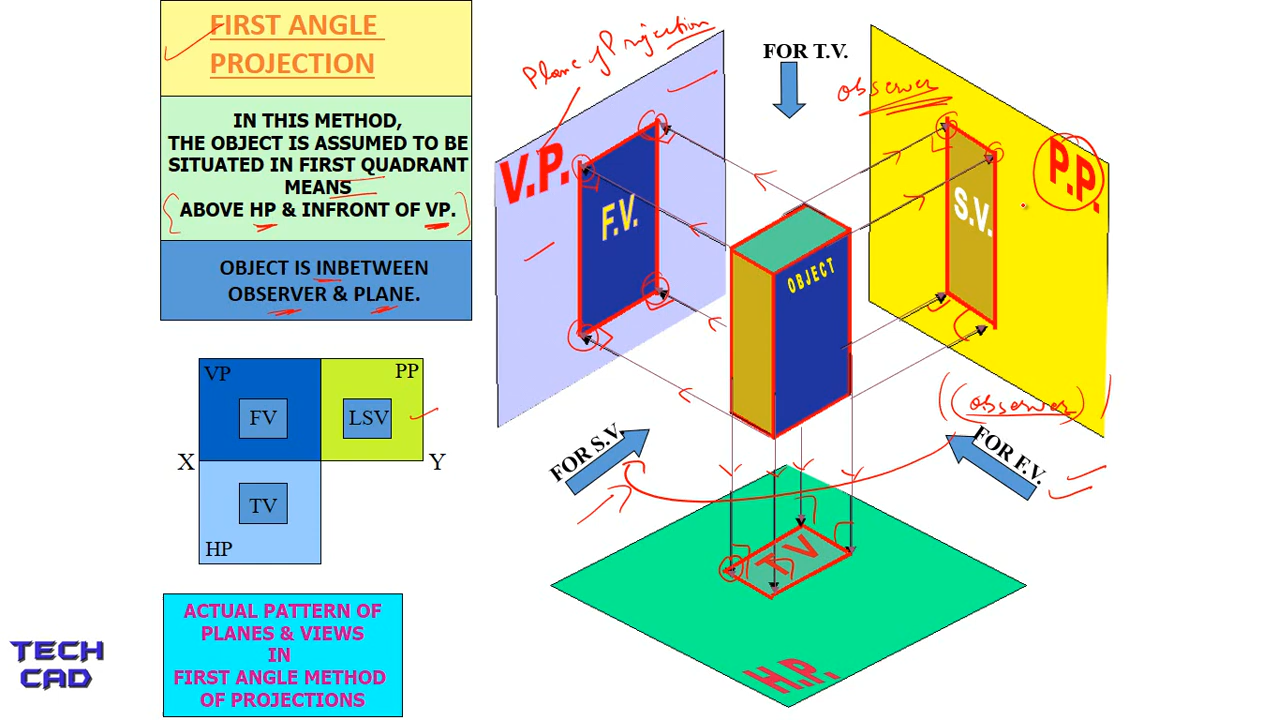 FIRST ANGLE
PROJECTION
IN THIS METHOD,
THE OBJECT IS ASSUMED TO BE
SITUATED IN FIRST QUADRANT
MEANS
ABOVE HP & INFRONT OF VP.
OBJECT IS INBETWEEN
OBSERVER & PLANE.
VP
PP
FV
LSV
X
Y
TV
HP
ACTUAL PATTERN OF
PLANES & VIEWS
IN
FIRST ANGLE METHOD
OF PROJECTIONS
TECH
CAD
Plane of Projection
FOR T.V.
observer
V.P.
P.P.
F.V.
S.V.
OBJECT
(observer)
FOR S.V.
FOR F.V.
TV
H.P.